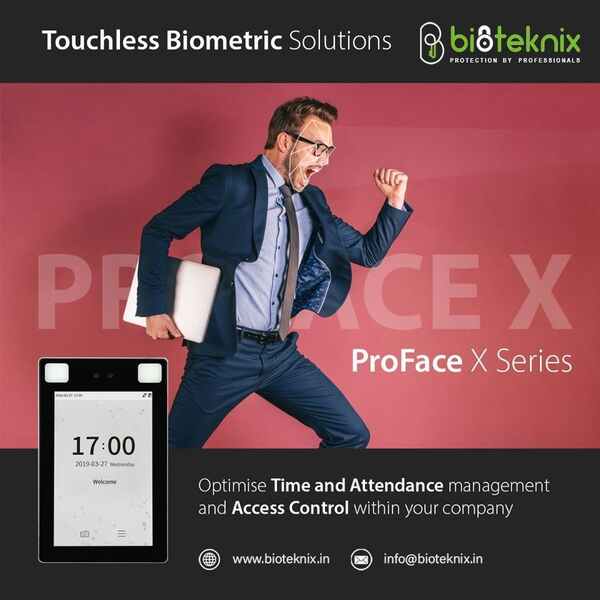 Touchless Biometric Solutions
bioteknix
PROTECTION BY PROFESSIONALS
PROFACE X
ProFace X Series
17:00
2019-03-27 Wednesday
Welcome
Optimise Time and Attendance management
and Access Control within your company
www.bioteknix.in
info@bioteknix.in